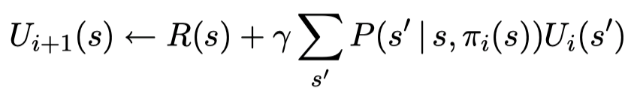 U_{i+1}(s) ← R(s) + γ ∑_{s′} P(s′ | s, π_i(s))U_i(s′)